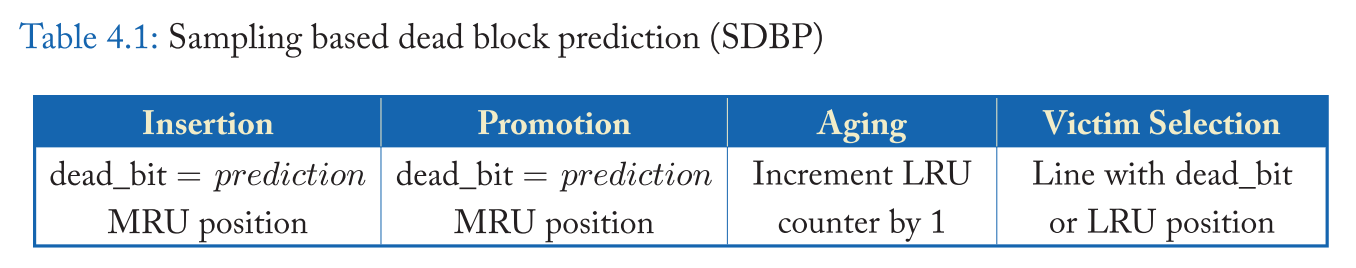 Table 4.1: Sampling based dead block prediction (SDBP)
Insertion Promotion Aging Victim Selection
dead_bit = prediction dead_bit = prediction Increment LRU Line with dead_bit
MRU position MRU position counter by 1 or LRU position